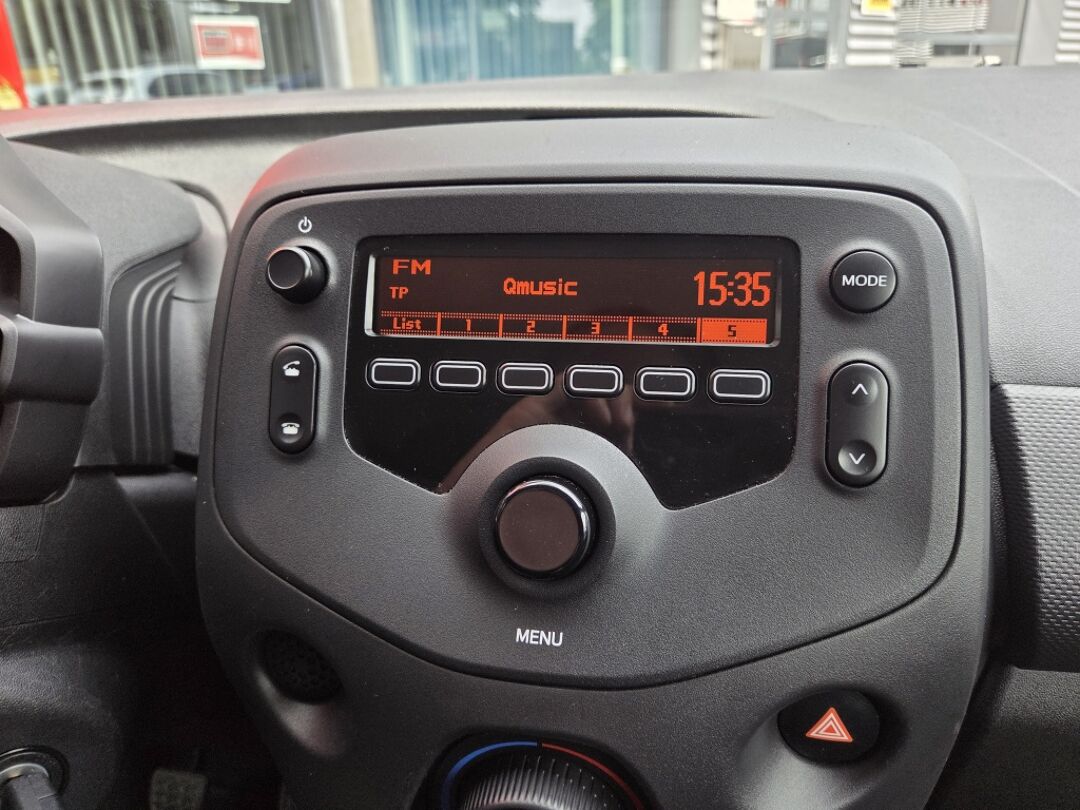 FM
TP
Qmusic
15:35
List 1 2 3 4 5
MODE
MENU